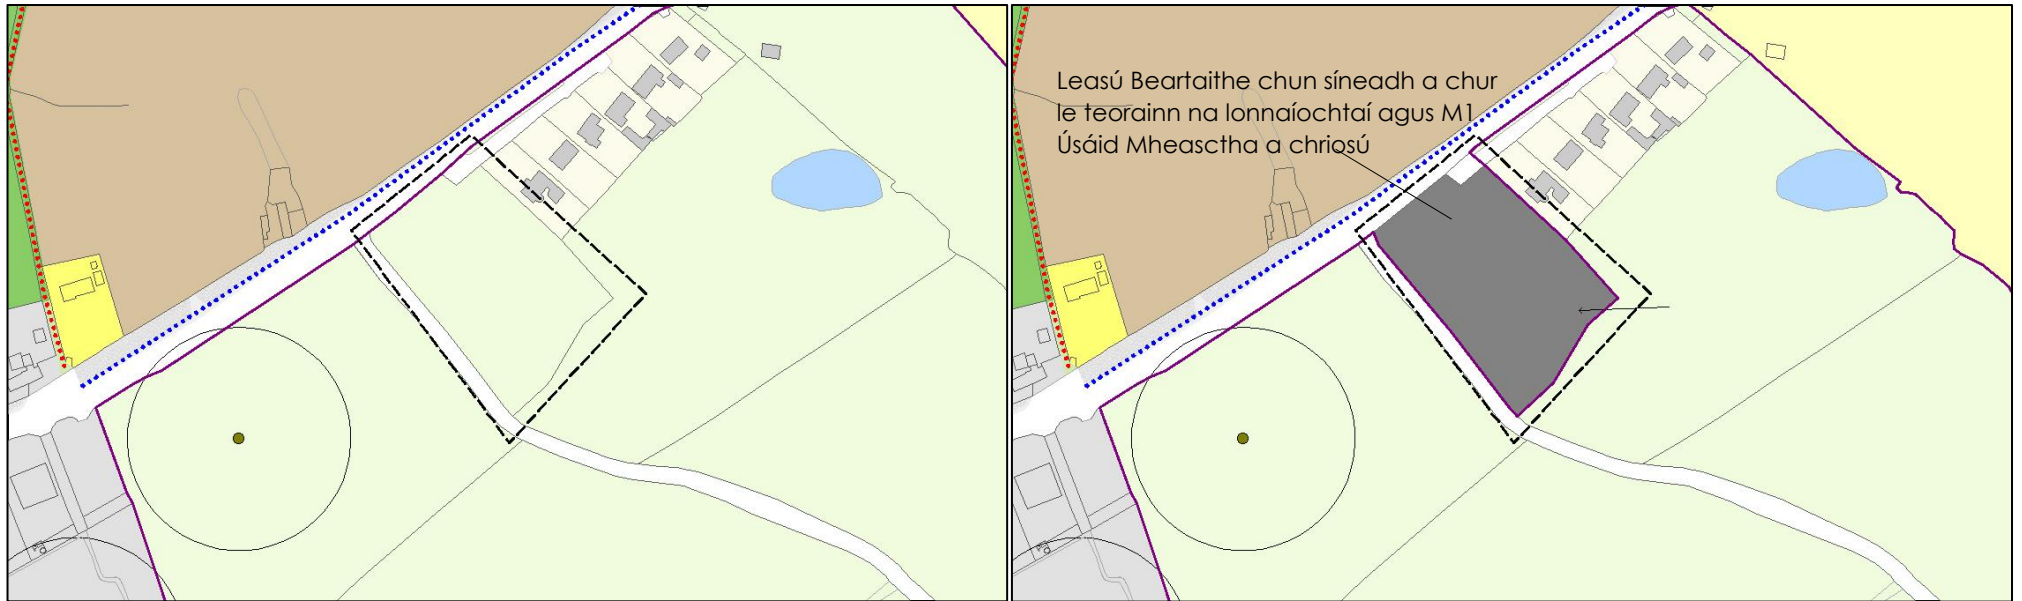 Leasú Beartaithe chun síneadh a chur
le teorainn na lonnaíochtaí agus M1
Úsáid Mheasctha a chriosú